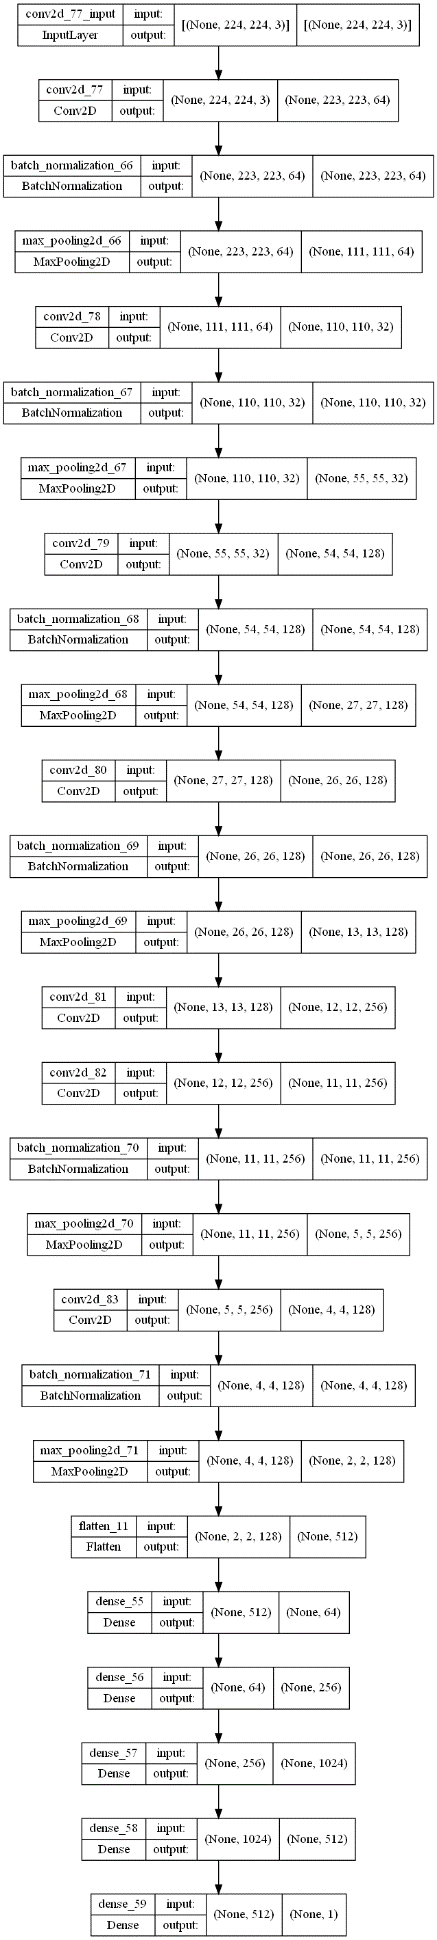 conv2d_77_input input: [(None, 224, 224, 3)] [(None, 224, 224, 3)]
InputLayer output:
conv2d_77 input: (None, 224, 224, 3) (None, 223, 223, 64)
Conv2D output:
batch_normalization_66 input: (None, 223, 223, 64) (None, 223, 223, 64)
BatchNormalization output:
max_pooling2d_66 input: (None, 223, 223, 64) (None, 111, 111, 64)
MaxPooling2D output:
conv2d_78 input: (None, 111, 111, 64) (None, 110, 110, 32)
Conv2D output:
batch_normalization_67 input: (None, 110, 110, 32) (None, 110, 110, 32)
BatchNormalization output:
max_pooling2d_67 input: (None, 110, 110, 32) (None, 55, 55, 32)
MaxPooling2D output:
conv2d_79 input: (None, 55, 55, 32) (None, 54, 54, 128)
Conv2D output:
batch_normalization_68 input: (None, 54, 54, 128) (None, 54, 54, 128)
BatchNormalization output:
max_pooling2d_68 input: (None, 54, 54, 128) (None, 27, 27, 128)
MaxPooling2D output:
conv2d_80 input: (None, 27, 27, 128) (None, 26, 26, 128)
Conv2D output:
batch_normalization_69 input: (None, 26, 26, 128) (None, 26, 26, 128)
BatchNormalization output:
max_pooling2d_69 input: (None, 26, 26, 128) (None, 13, 13, 128)
MaxPooling2D output:
conv2d_81 input: (None, 13, 13, 128) (None, 12, 12, 256)
Conv2D output:
conv2d_82 input: (None, 12, 12, 256) (None, 11, 11, 256)
Conv2D output:
batch_normalization_70 input: (None, 11, 11, 256) (None, 11, 11, 256)
BatchNormalization output:
max_pooling2d_70 input: (None, 11, 11, 256) (None, 5, 5, 256)
MaxPooling2D output:
conv2d_83 input: (None, 5, 5, 256) (None, 4, 4, 128)
Conv2D output:
batch_normalization_71 input: (None, 4, 4, 128) (None, 4, 4, 128)
BatchNormalization output:
max_pooling2d_71 input: (None, 4, 4, 128) (None, 2, 2, 128)
MaxPooling2D output:
flatten_11 input: (None, 2, 2, 128) (None, 512)
Flatten output:
dense_55 input: (None, 512) (None, 64)
Dense output:
dense_56 input: (None, 64) (None, 256)
Dense output:
dense_57 input: (None, 256) (None, 1024)
Dense output:
dense_58 input: (None, 1024) (None, 512)
Dense output:
dense_59 input: (None, 512) (None, 1)
Dense output: